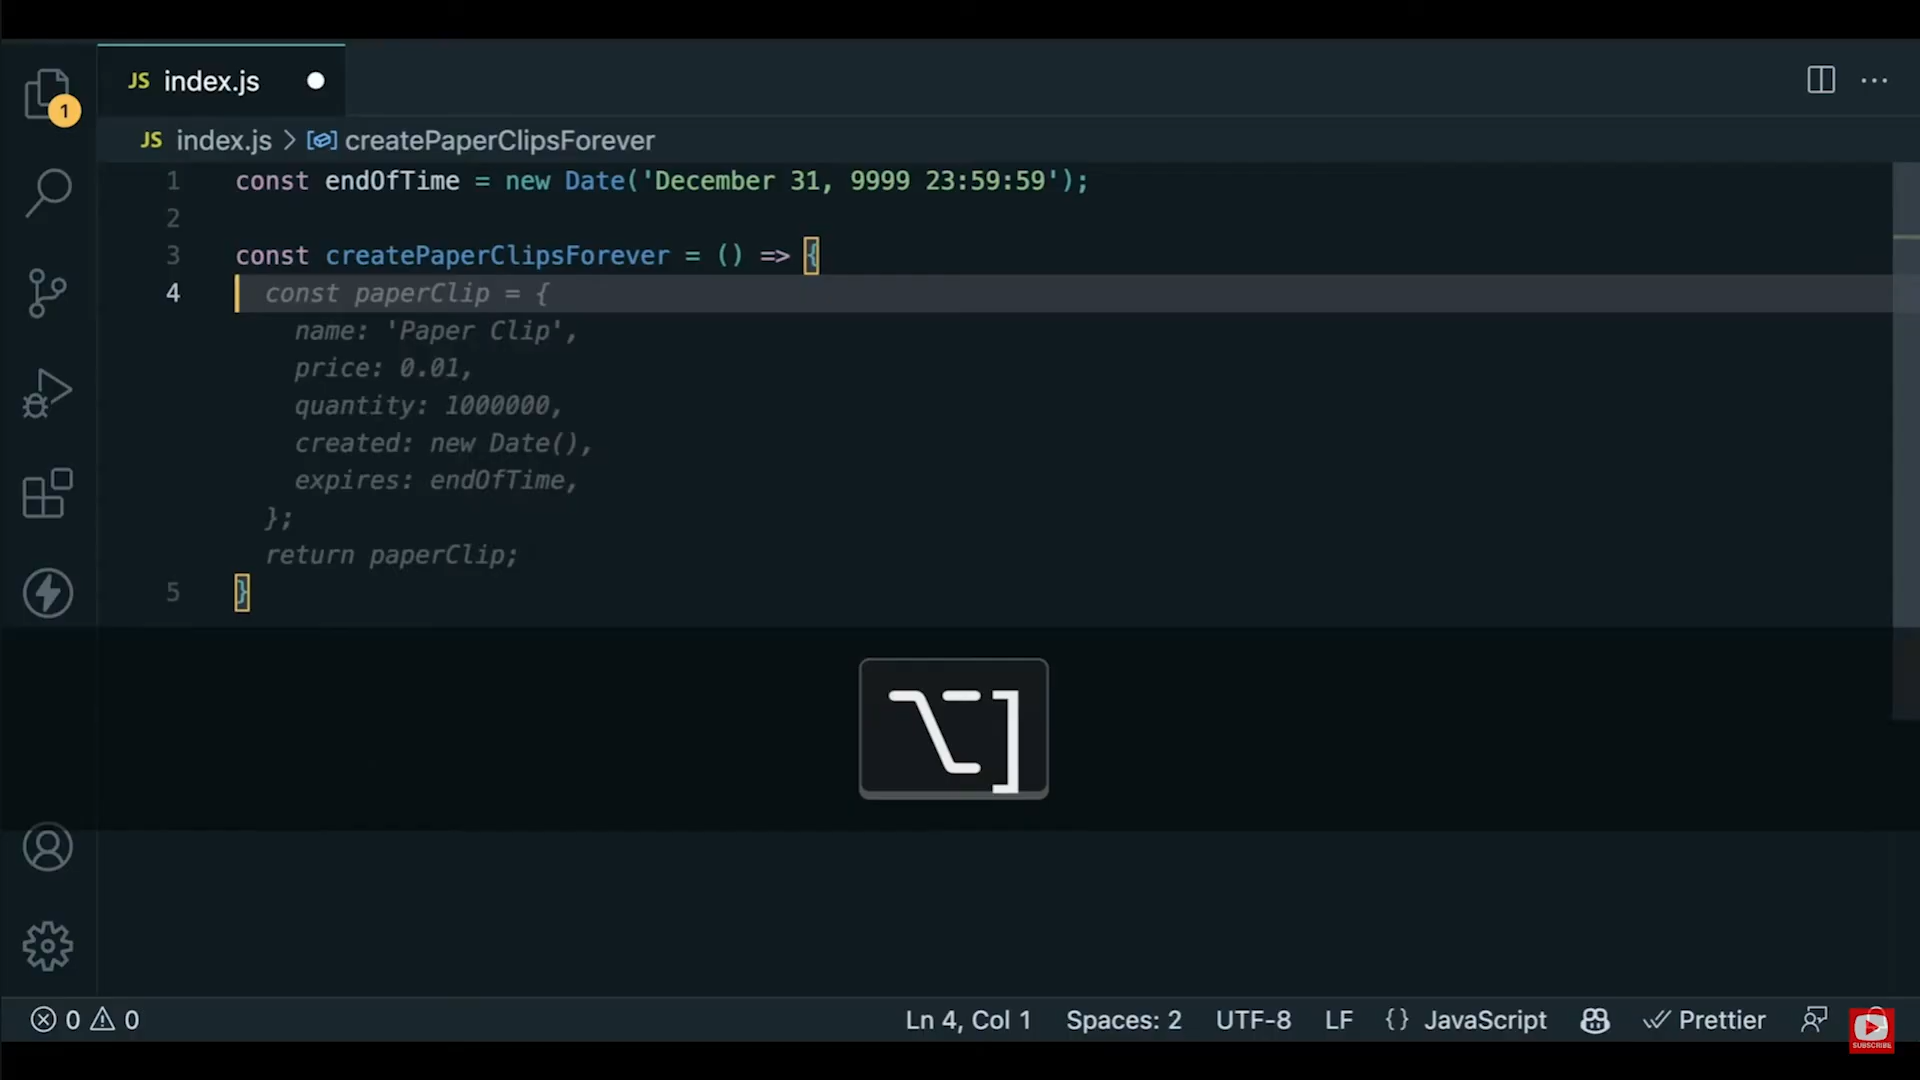 JS index.js
1
JS index.js > createPaperClipsForever
1 const endOfTime = new Date('December 31, 9999 23:59:59');
2
3 const createPaperClipsForever = () => {
4 const paperClip = {
name: 'Paper Clip',
price: 0.01,
quantity: 1000000,
created: new Date(),
expires: endOfTime,
};
return paperClip;
5 }
⌥]
0 0 Ln 4, Col 1 Spaces: 2 UTF-8 LF {} JavaScript Prettier
SUBSCRIBE